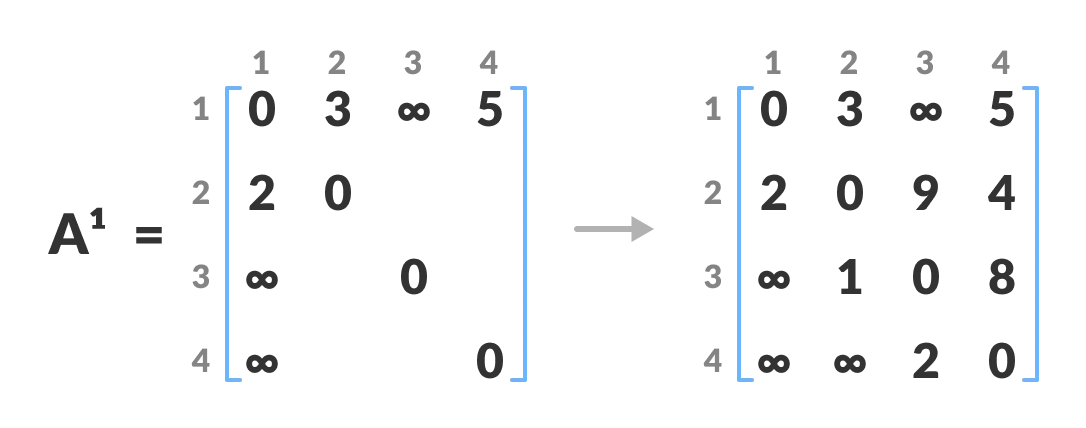 1 2 3 4 1 2 3 4
1 0 3 ∞ 5 1 0 3 ∞ 5
2 2 0 2 2 0 9 4
A¹ =
3 ∞ 0 3 ∞ 1 0 8
4 ∞ 0 4 ∞ ∞ 2 0